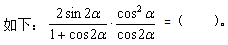 如下：$\frac{2\sin 2\alpha}{1+\cos 2\alpha}\cdot\frac{\cos^2\alpha}{\cos 2\alpha}=$（　　）。